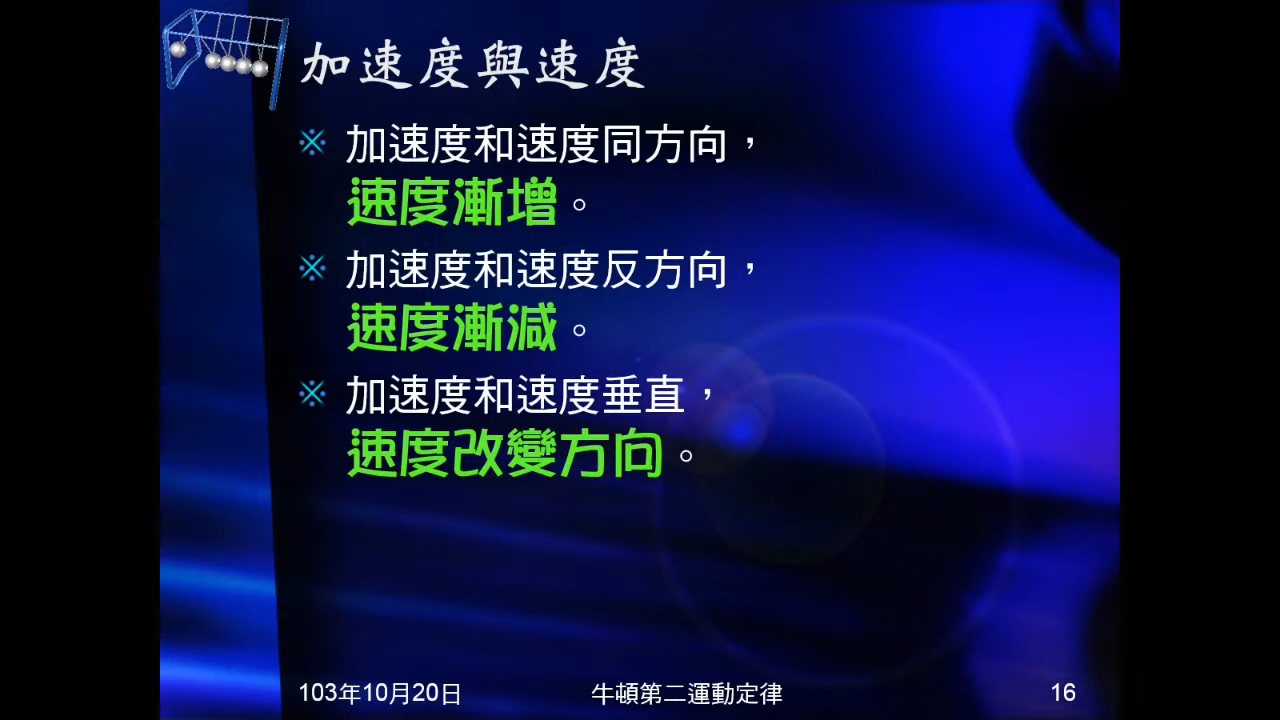 加速度與速度
※ 加速度和速度同方向，
速度漸增。
※ 加速度和速度反方向，
速度漸減。
※ 加速度和速度垂直，
速度改變方向。
103年10月20日
牛頓第二運動定律
16